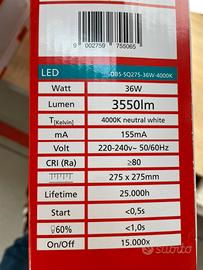 9 002759 755065
LED
DBS-SQ275-36W-4000K
Watt 36W
Lumen 3550lm
T[Kelvin] 4000K neutral white
mA 155mA
Volt 220-240v~ 50/60Hz
CRI (Ra) ≥80
275 x 275mm
Lifetime 25.000h
Start <0,5s
60% <1,0s
On/Off 15.000x
subito